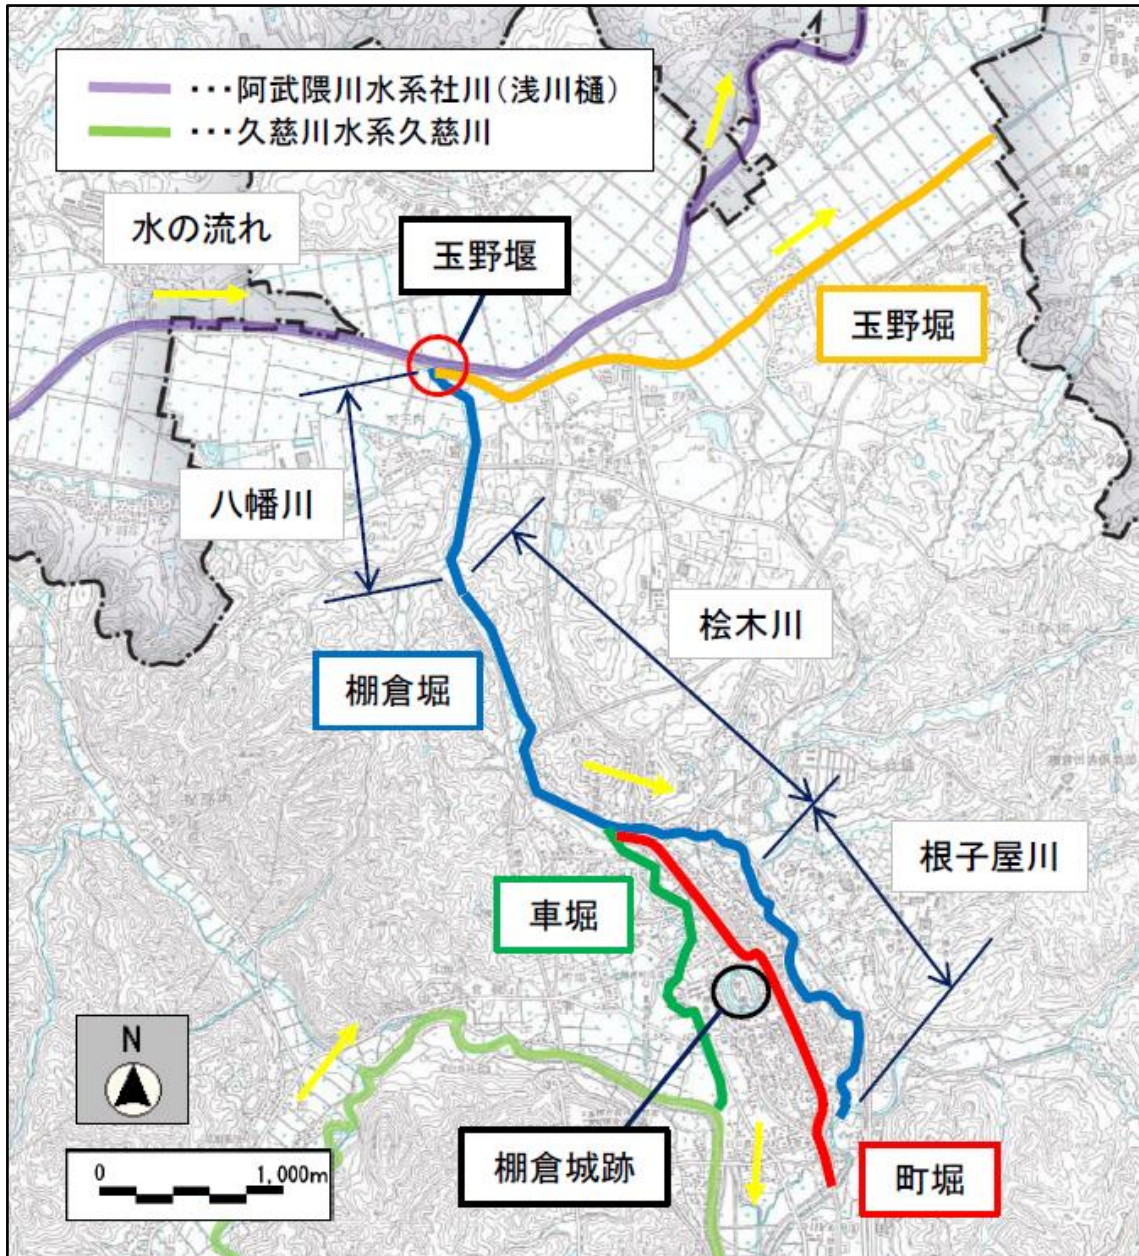 ･･･阿武隈川水系社川(浅川樋)
･･･久慈川水系久慈川
水の流れ
玉野堰
玉野堀
八幡川
桧木川
棚倉堀
根子屋川
車堀
N
棚倉城跡
町堀
0 1,000m